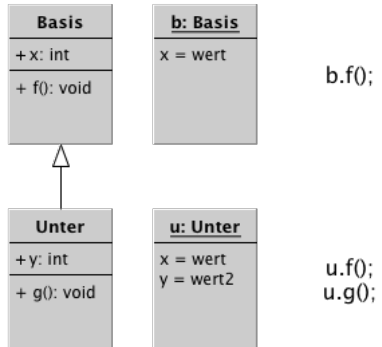 Basis
+ x: int
+ f(): void
b: Basis
x = wert
b.f();
Unter
+ y: int
+ g(): void
u: Unter
x = wert
y = wert2
u.f();
u.g();